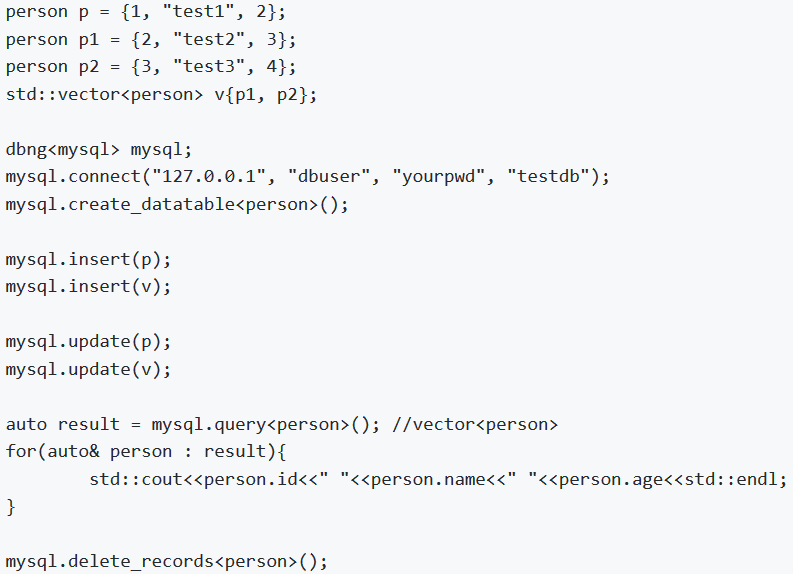 person p = {1, "test1", 2};
person p1 = {2, "test2", 3};
person p2 = {3, "test3", 4};
std::vector<person> v{p1, p2};

dbng<mysql> mysql;
mysql.connect("127.0.0.1", "dbuser", "yourpwd", "testdb");
mysql.create_datatable<person>();

mysql.insert(p);
mysql.insert(v);

mysql.update(p);
mysql.update(v);

auto result = mysql.query<person>(); //vector<person>
for(auto& person : result){
        std::cout<<person.id<<" "<<person.name<<" "<<person.age<<std::endl;
}

mysql.delete_records<person>();